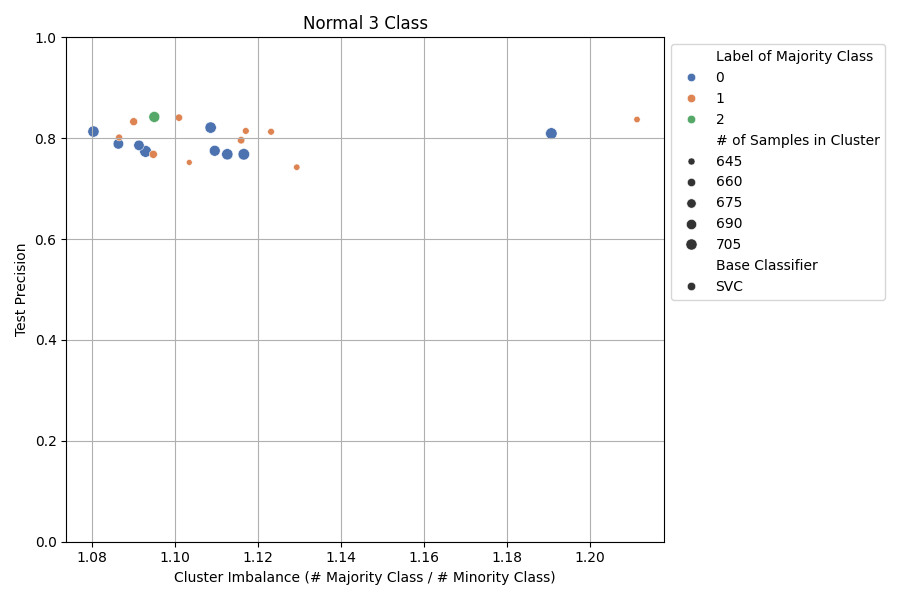 Normal 3 Class
1.0
0.8
0.6
0.4
0.2
0.0
Test Precision
1.08 1.10 1.12 1.14 1.16 1.18 1.20
Cluster Imbalance (# Majority Class / # Minority Class)
Label of Majority Class
0
1
2
# of Samples in Cluster
645
660
675
690
705
Base Classifier
SVC